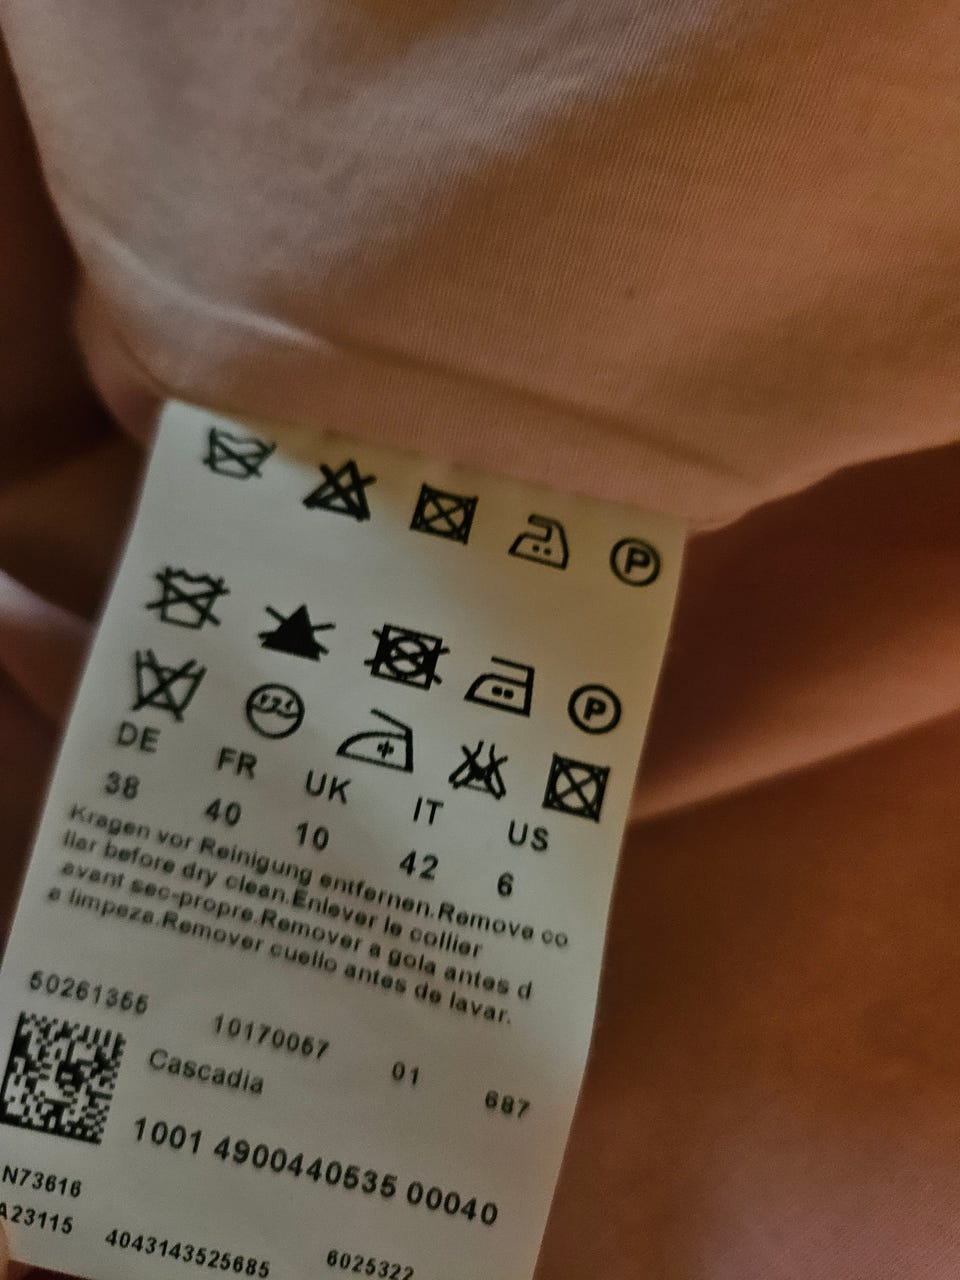 P
P
DE FR UK IT US
38 40 10 42 6
Kragen vor Reinigung entfernen.Remove co
llar before dry clean.Enlever le collier
avant sec-propre.Remover a gola antes d
a limpeza.Remover cuello antes de lavar.
50261355 10170067 01 687
Cascadia
1001 4900440535 00040
N73616
A23115 4043143525685 6025322